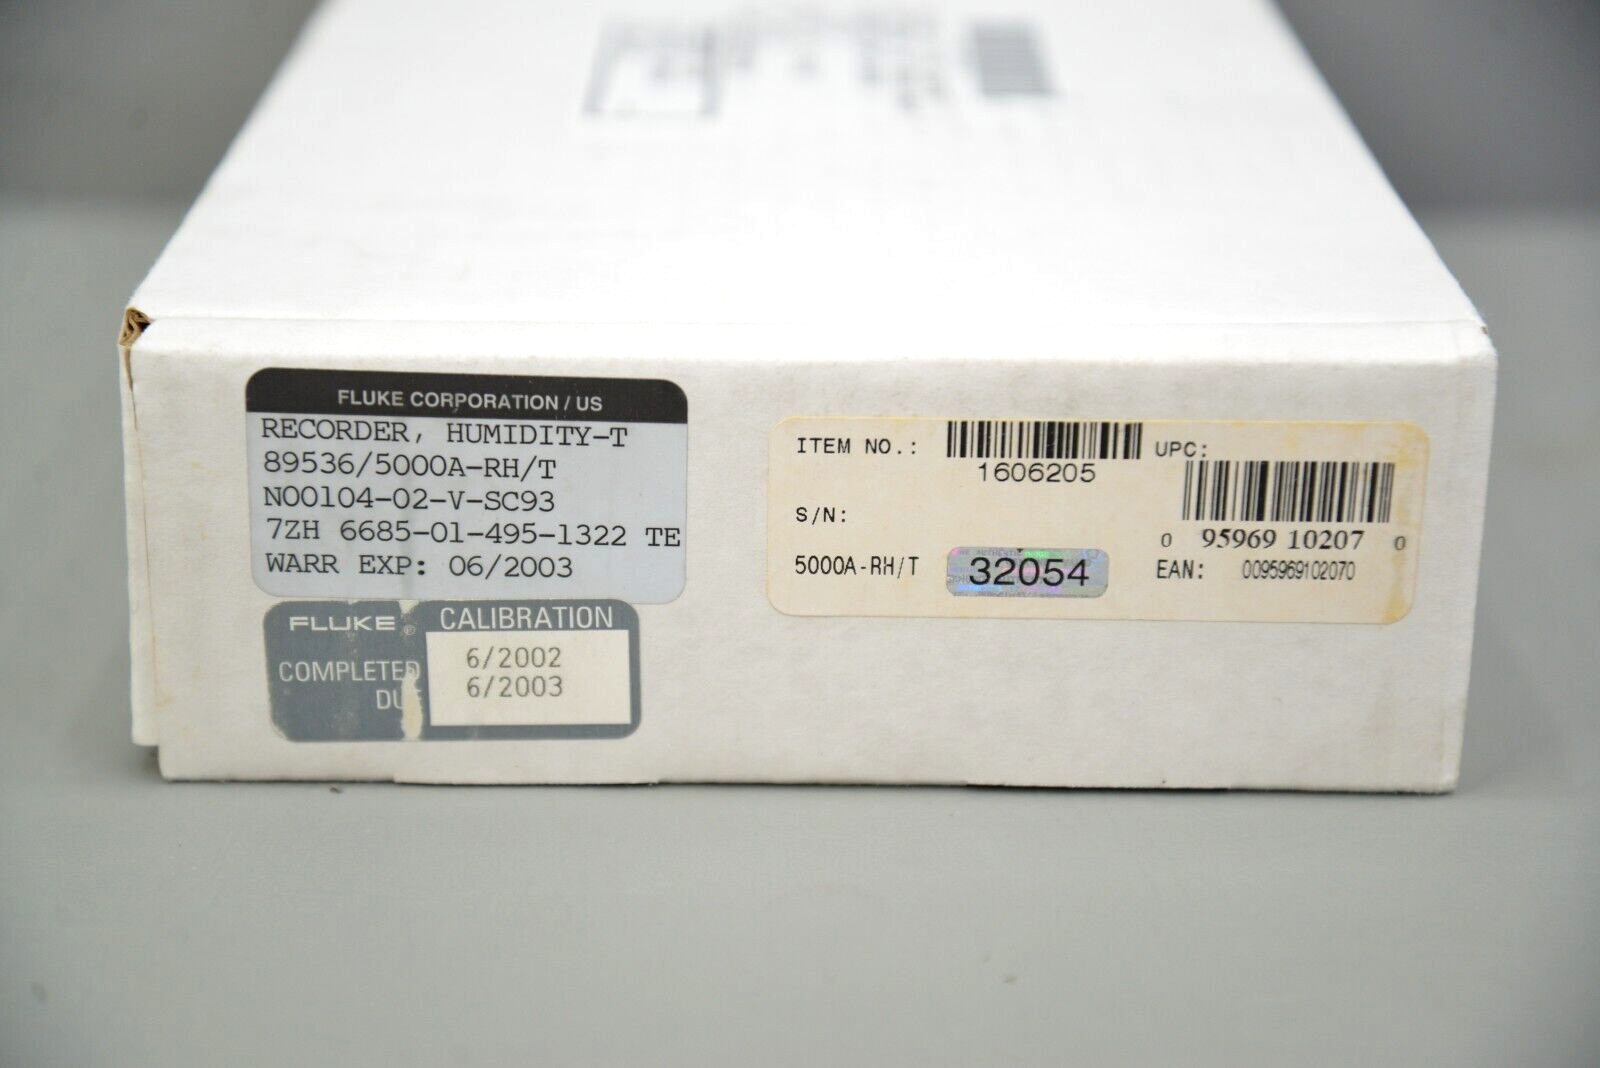 FLUKE CORPORATION / US
RECORDER, HUMIDITY-T
89536/5000A-RH/T
N00104-02-V-SC93
7ZH 6685-01-495-1322 TE
WARR EXP: 06/2003
FLUKE® CALIBRATION
COMPLETED 6/2002
DUE 6/2003
ITEM NO.: 1606205
S/N:
5000A-RH/T 32054
UPC:
0 95969 10207 0
EAN: 0095969102070